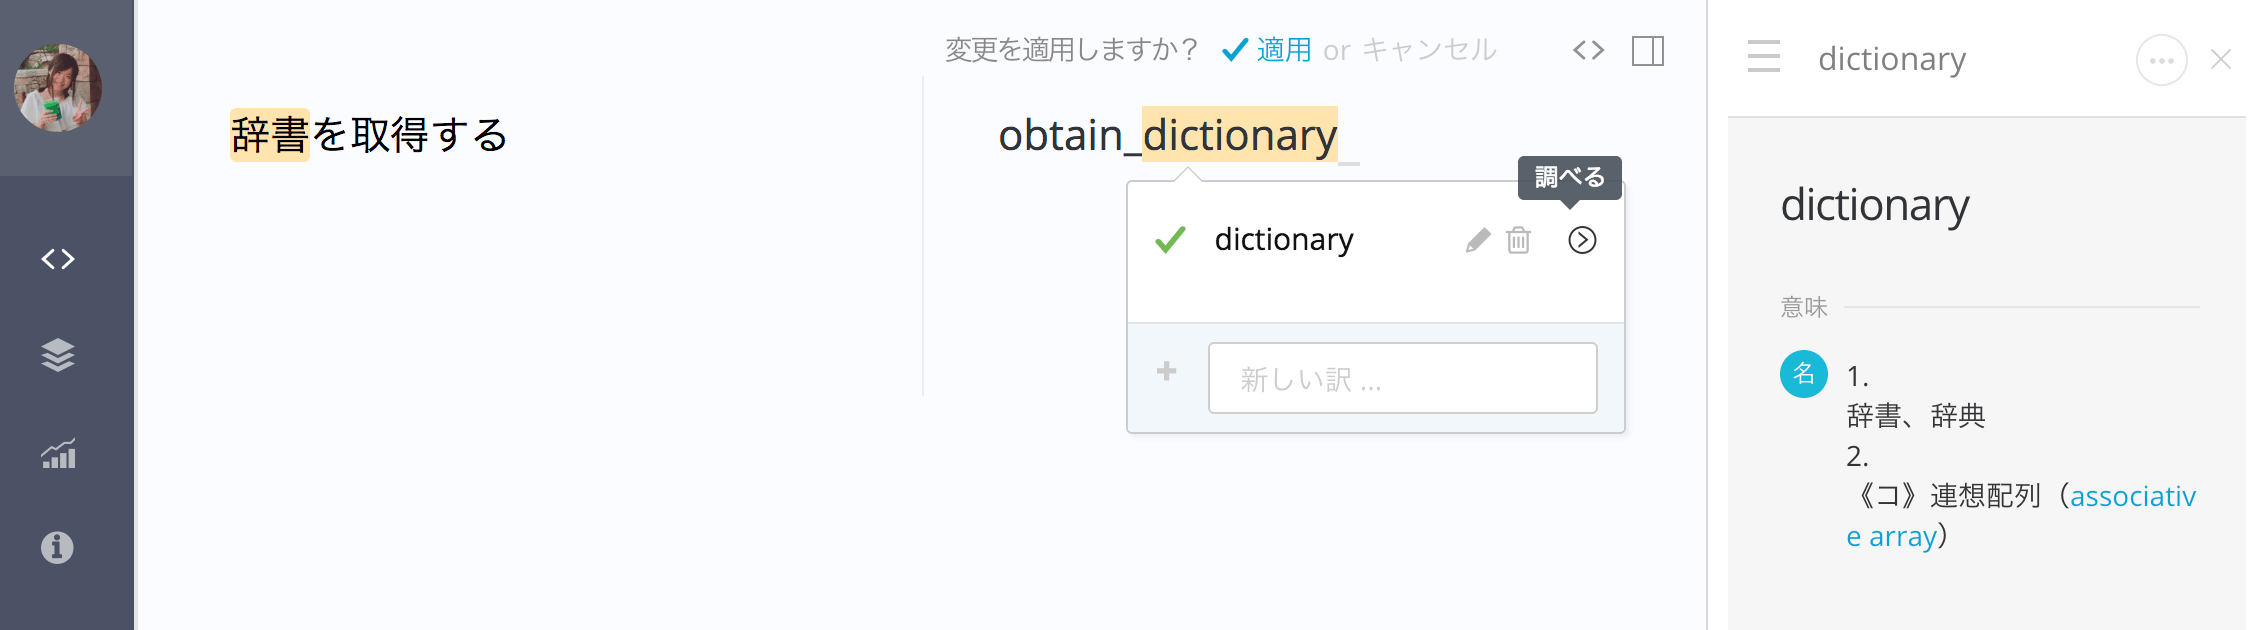 変更を適用しますか？ 適用 or キャンセル
辞書を取得する
obtain_dictionary_
調べる
dictionary
新しい訳 ...
dictionary
dictionary
意味
名
1.
辞書、辞典
2.
《コ》連想配列（associativ
e array）